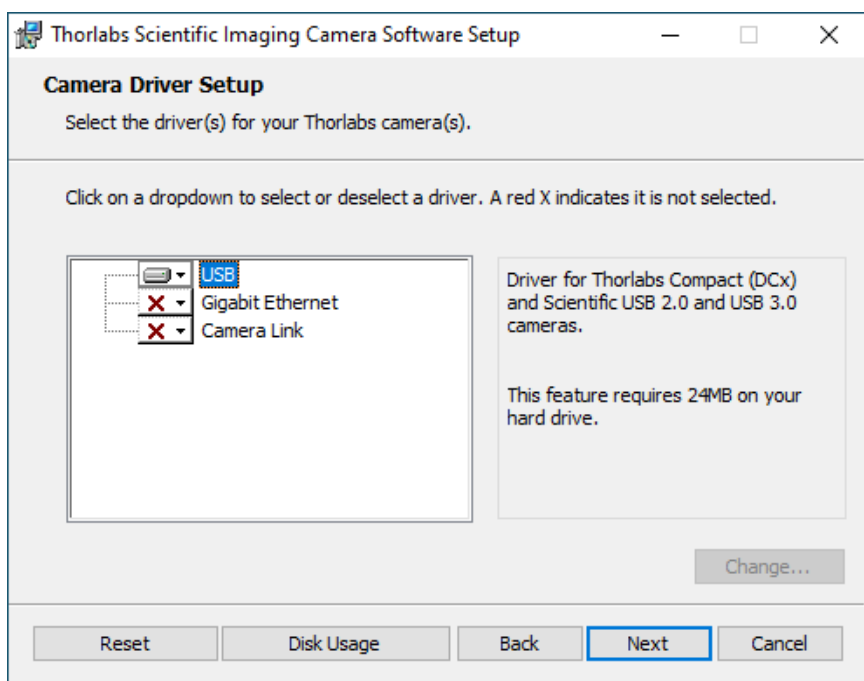 Thorlabs Scientific Imaging Camera Software Setup
Camera Driver Setup
Select the driver(s) for your Thorlabs camera(s).
Click on a dropdown to select or deselect a driver. A red X indicates it is not selected.
USB
Gigabit Ethernet
Camera Link
Driver for Thorlabs Compact (DCx)
and Scientific USB 2.0 and USB 3.0
cameras.
This feature requires 24MB on your
hard drive.
Change...
Reset
Disk Usage
Back
Next
Cancel